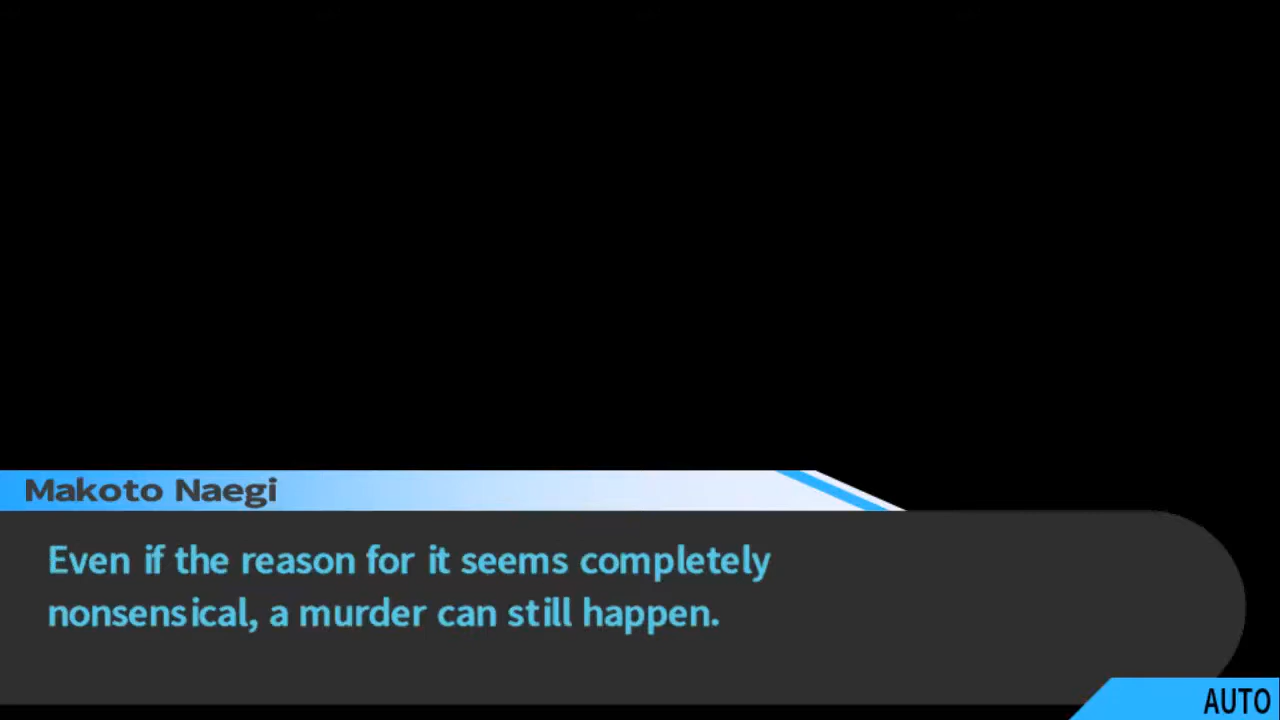 Makoto Naegi
Even if the reason for it seems completely
nonsensical, a murder can still happen.
AUTO